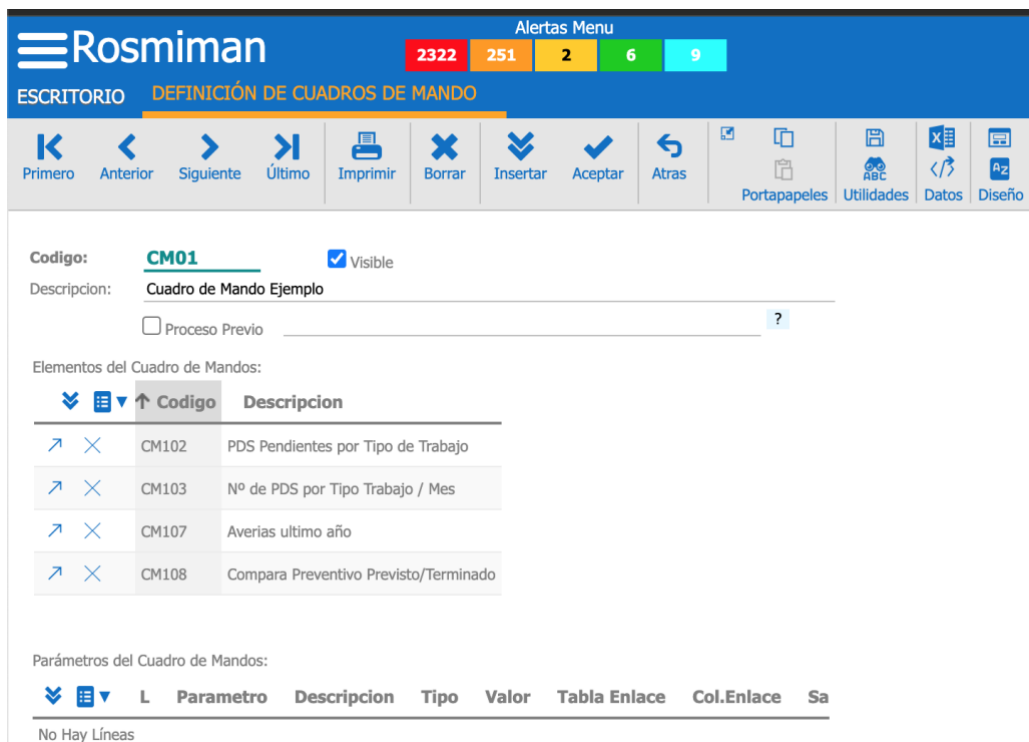 Alertas Menu
Rosmiman
2322 251 2 6 9
ESCRITORIO DEFINICIÓN DE CUADROS DE MANDO
Primero Anterior Siguiente Último Imprimir Borrar Insertar Aceptar Atras
ABC
AZ
Portapapeles Utilidades Datos Diseño
Codigo: CM01 Visible
Descripcion: Cuadro de Mando Ejemplo
Proceso Previo ?
Elementos del Cuadro de Mandos:
Codigo Descripcion
CM102 PDS Pendientes por Tipo de Trabajo
CM103 Nº de PDS por Tipo Trabajo / Mes
CM107 Averias ultimo año
CM108 Compara Preventivo Previsto/Terminado
Parámetros del Cuadro de Mandos:
L Parametro Descripcion Tipo Valor Tabla Enlace Col.Enlace Sa
No Hay Líneas